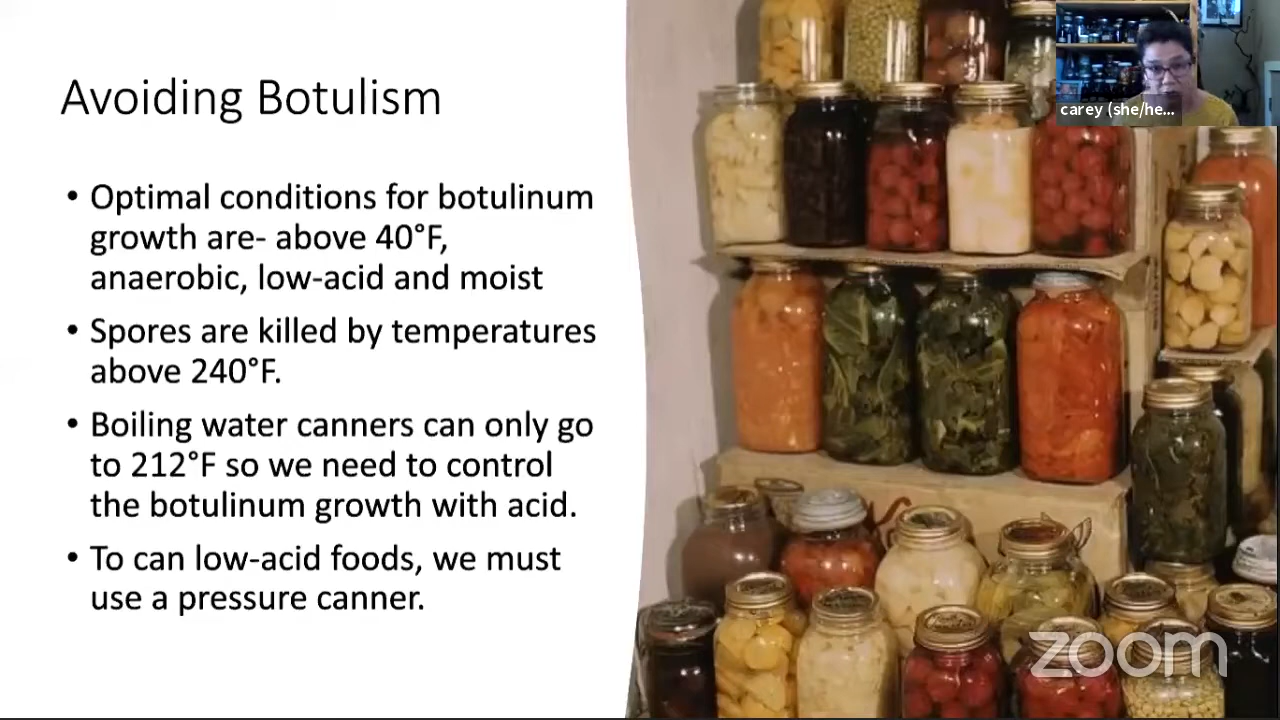 Avoiding Botulism
• Optimal conditions for botulinum
growth are- above 40°F,
anaerobic, low-acid and moist
• Spores are killed by temperatures
above 240°F.
• Boiling water canners can only go
to 212°F so we need to control
the botulinum growth with acid.
• To can low-acid foods, we must
use a pressure canner.
carey (she/he...
zoom